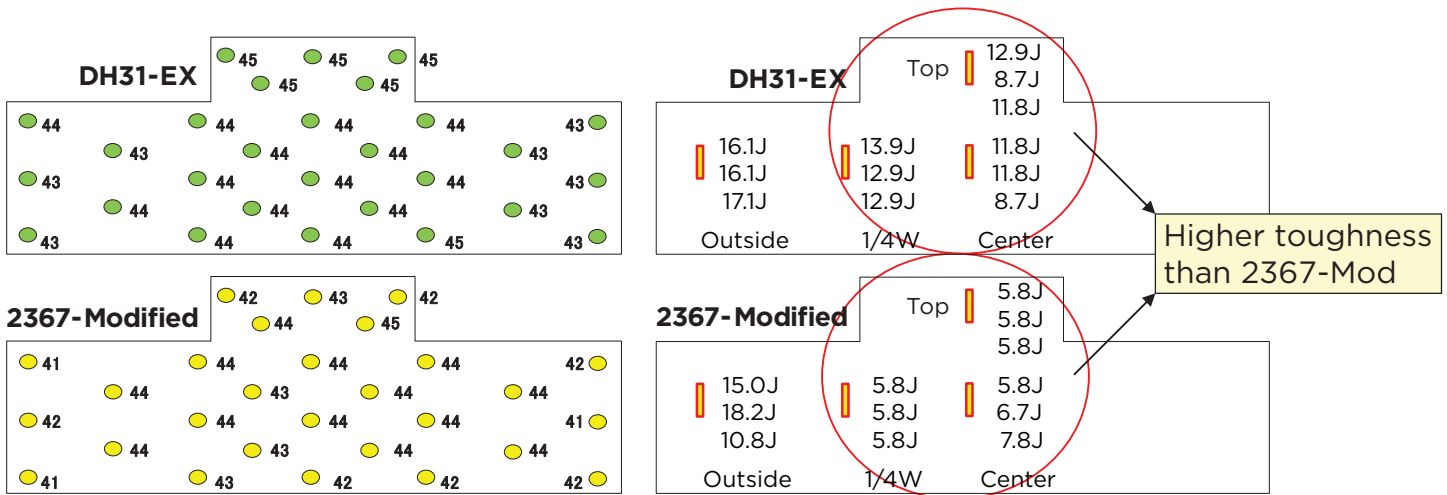 DH31-EX
45 45 45
45 45
44 44 44 44 43
43 44 44 43
43 44 44 44 43
44 44 44 43
43 44 44 45 43
DH31-EX
Top
12.9J
8.7J
11.8J
16.1J 13.9J 11.8J
16.1J 12.9J 11.8J
17.1J 12.9J 8.7J
Outside 1/4W Center
Higher toughness
than 2367-Mod
2367-Modified
42 43 42
44 45
41 44 44 44 42
44 43 44 44
42 44 44 44 41
44 43 44 44
41 43 42 42 42
2367-Modified
Top
5.8J
5.8J
5.8J
15.0J 5.8J 5.8J
18.2J 5.8J 6.7J
10.8J 5.8J 7.8J
Outside 1/4W Center